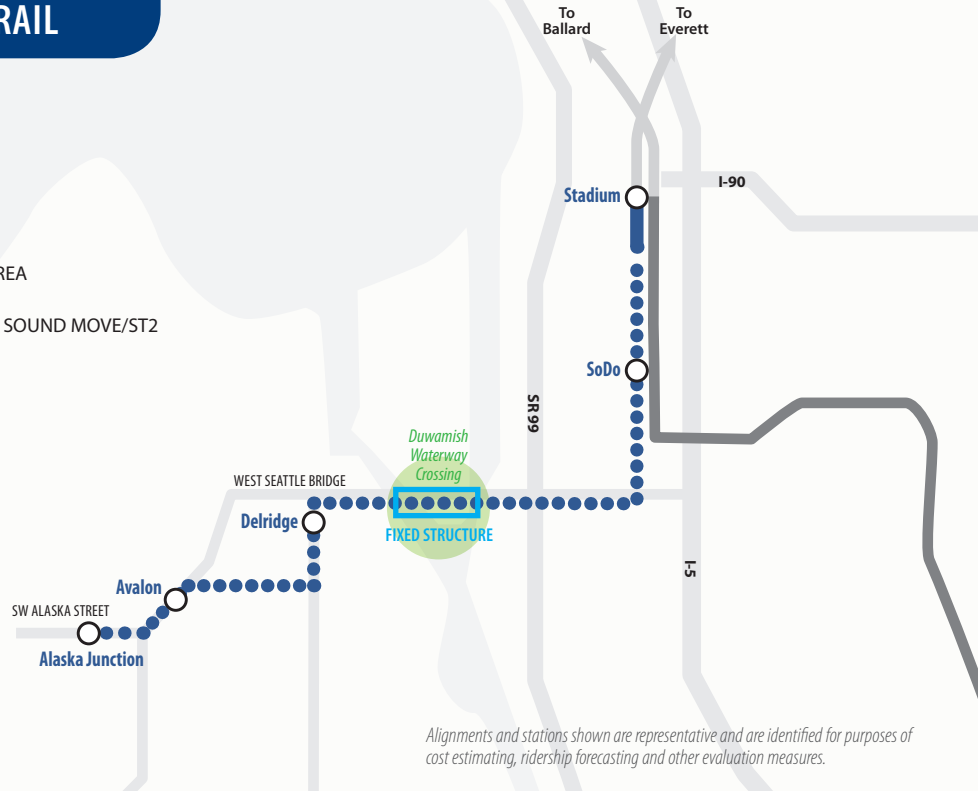 RAIL
To
Ballard
To
Everett
I-90
Stadium
REA
SOUND MOVE/ST2
SoDo
SR 99
Duwamish
Waterway
Crossing
WEST SEATTLE BRIDGE
Delridge
FIXED STRUCTURE
I-5
Avalon
SW ALASKA STREET
Alaska Junction
Alignments and stations shown are representative and are identified for purposes of
cost estimating, ridership forecasting and other evaluation measures.